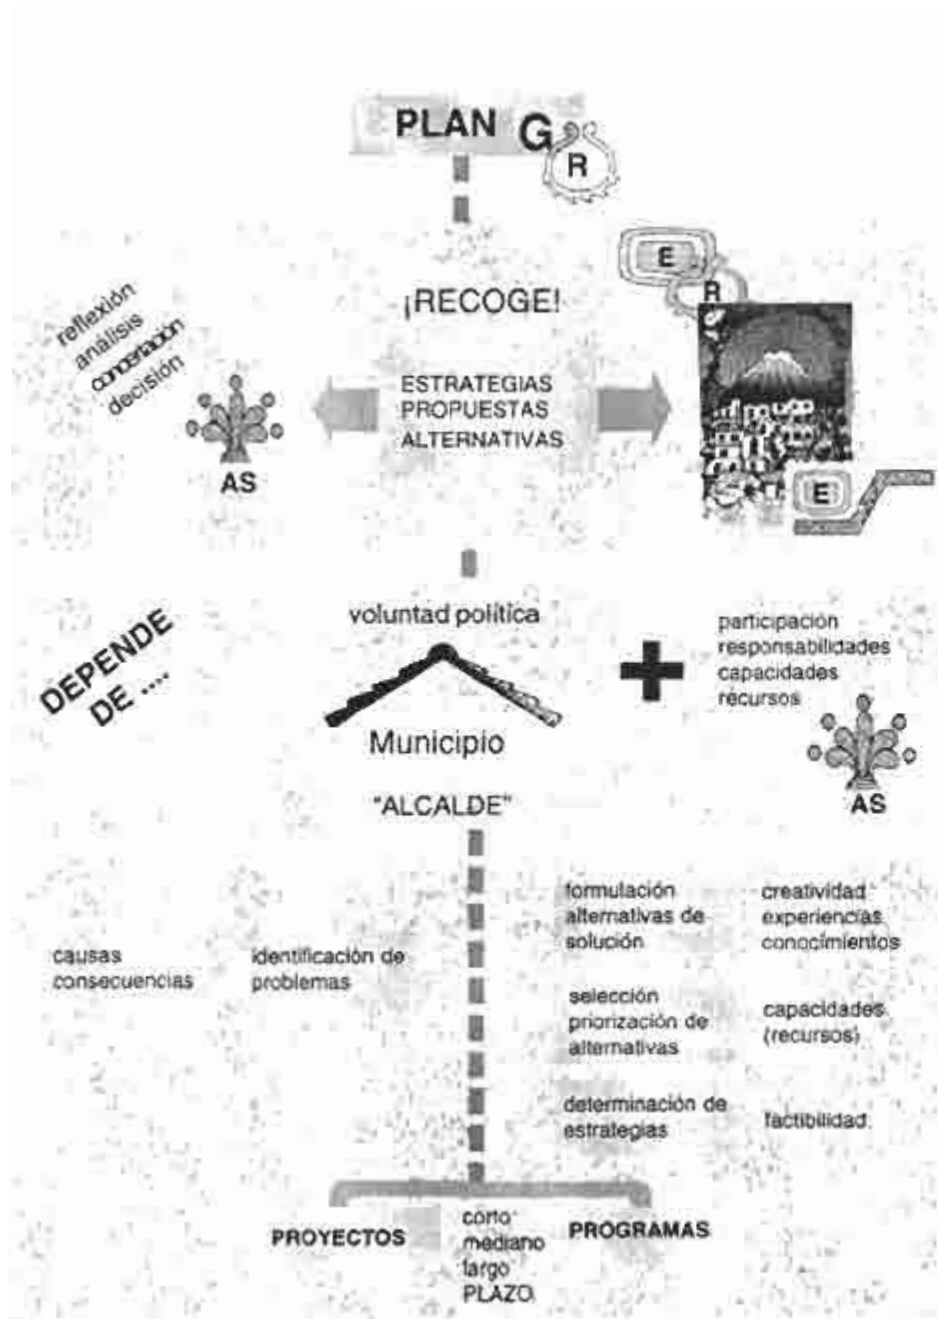 PLAN G
R
¡RECOGE!
E
R
reflexión
análisis
concertación
decisión
AS
ESTRATEGIAS
PROPUESTAS
ALTERNATIVAS
E
DEPENDE
DE ....
voluntad política
Municipio
"ALCALDE"
participación
responsabilidades
capacidades
recursos
AS
causas
consecuencias
identificación de
problemas
formulación
alternativas de
solución
creatividad
experiencias
conocimientos
selección
priorización de
alternativas
capacidades
(recursos)
determinación de
estrategias
factibilidad
PROYECTOS
corto
mediano
largo
PLAZO
PROGRAMAS